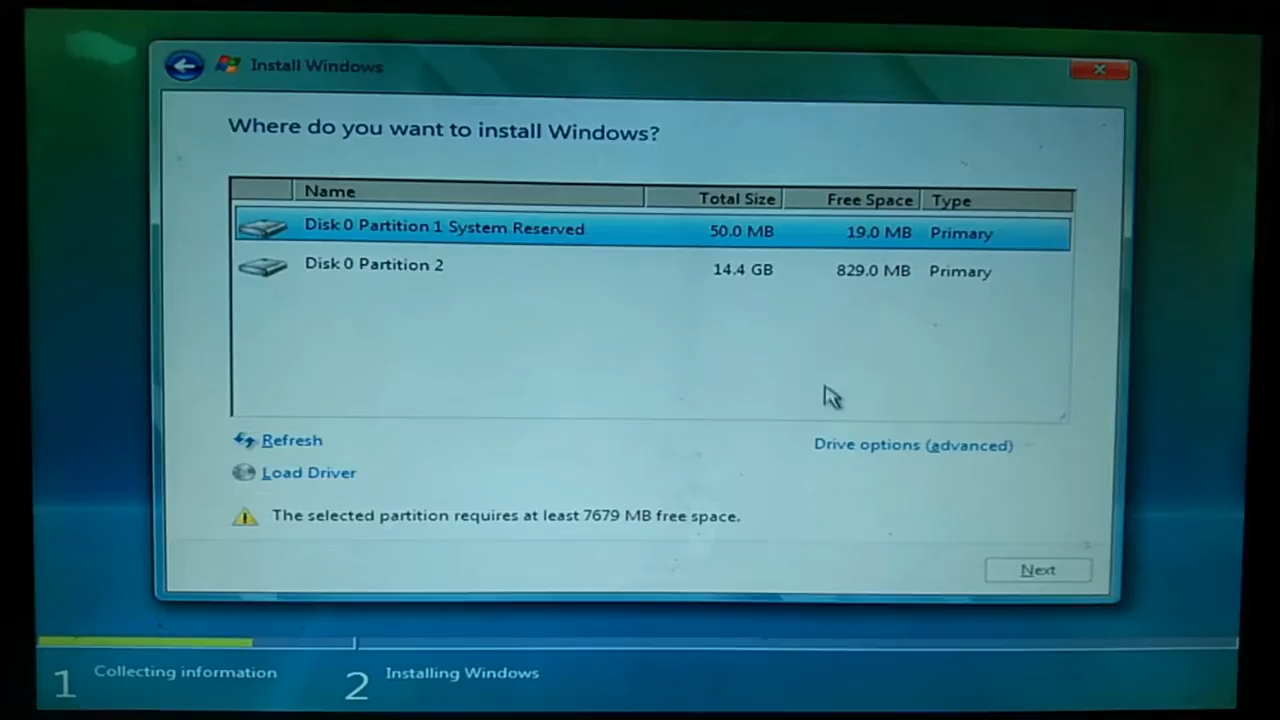 Install Windows
Where do you want to install Windows?
Name Total Size Free Space Type
Disk 0 Partition 1 System Reserved 50.0 MB 19.0 MB Primary
Disk 0 Partition 2 14.4 GB 829.0 MB Primary
Refresh
Drive options (advanced)
Load Driver
The selected partition requires at least 7679 MB free space.
Next
1 Collecting information 2 Installing Windows